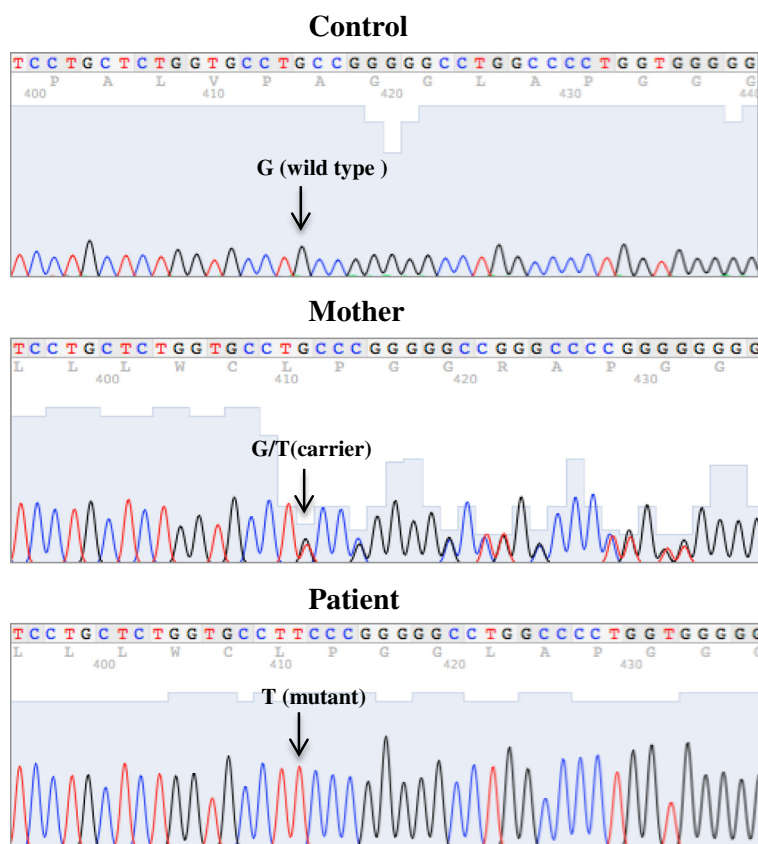 Control
TCCTGCTCTGGTGCCTGCCGGGGGCCTGGCCCCTGGTGGGGG
P A L V P A G G L A P G G G
400 410 420 430 440
G (wild type )
Mother
TCCTGCTCTGGTGCCTGCCCGGGGGCCGGGCCCCGGGGGGGG
L L L W C L P G G R A P G G
400 410 420 430
G/T(carrier)
Patient
TCCTGCTCTGGTGCCTTCCCGGGGGCCTGGCCCCTGGTGGGGG
L L L W C L P G G L A P G G G
400 410 420 430
T (mutant)